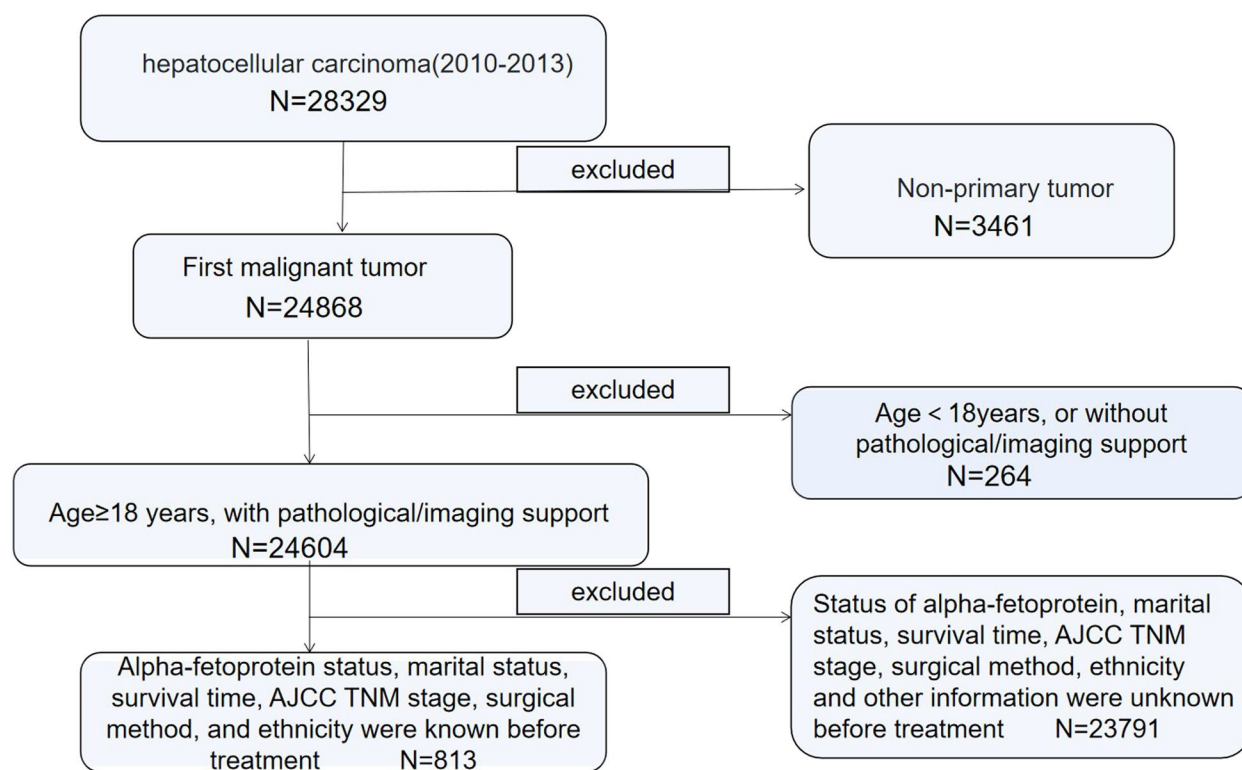 hepatocellular carcinoma(2010-2013)
N=28329
excluded
Non-primary tumor
N=3461
First malignant tumor
N=24868
excluded
Age < 18years, or without
pathological/imaging support
N=264
Age≥18 years, with pathological/imaging support
N=24604
excluded
Status of alpha-fetoprotein, marital
status, survival time, AJCC TNM
stage, surgical method, ethnicity
and other information were unknown
before treatment N=23791
Alpha-fetoprotein status, marital status,
survival time, AJCC TNM stage, surgical
method, and ethnicity were known before
treatment N=813